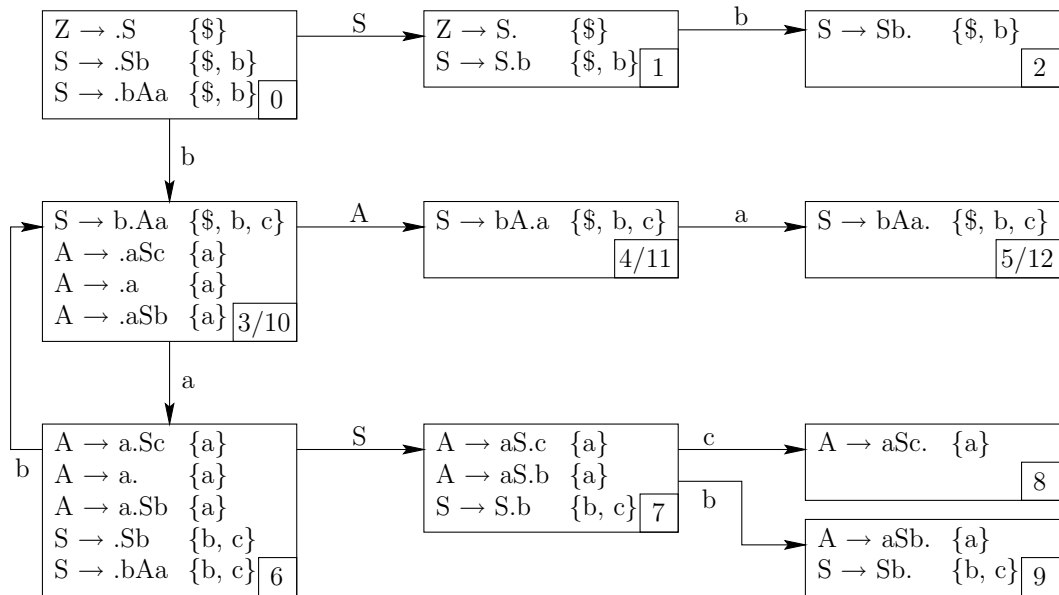 Z → .S {$}
S → .Sb {$, b}
S → .bAa {$, b}
0
S
Z → S. {$}
S → S.b {$, b}
1
b
S → Sb. {$, b}
2
b
S → b.Aa {$, b, c}
A → .aSc {a}
A → .a {a}
A → .aSb {a}
3/10
A
S → bA.a {$, b, c}
4/11
a
S → bAa. {$, b, c}
5/12
a
b
A → a.Sc {a}
A → a. {a}
A → a.Sb {a}
S → .Sb {b, c}
S → .bAa {b, c}
6
S
A → aS.c {a}
A → aS.b {a}
S → S.b {b, c}
7
c
b
A → aSc. {a}
8
A → aSb. {a}
S → Sb. {b, c}
9